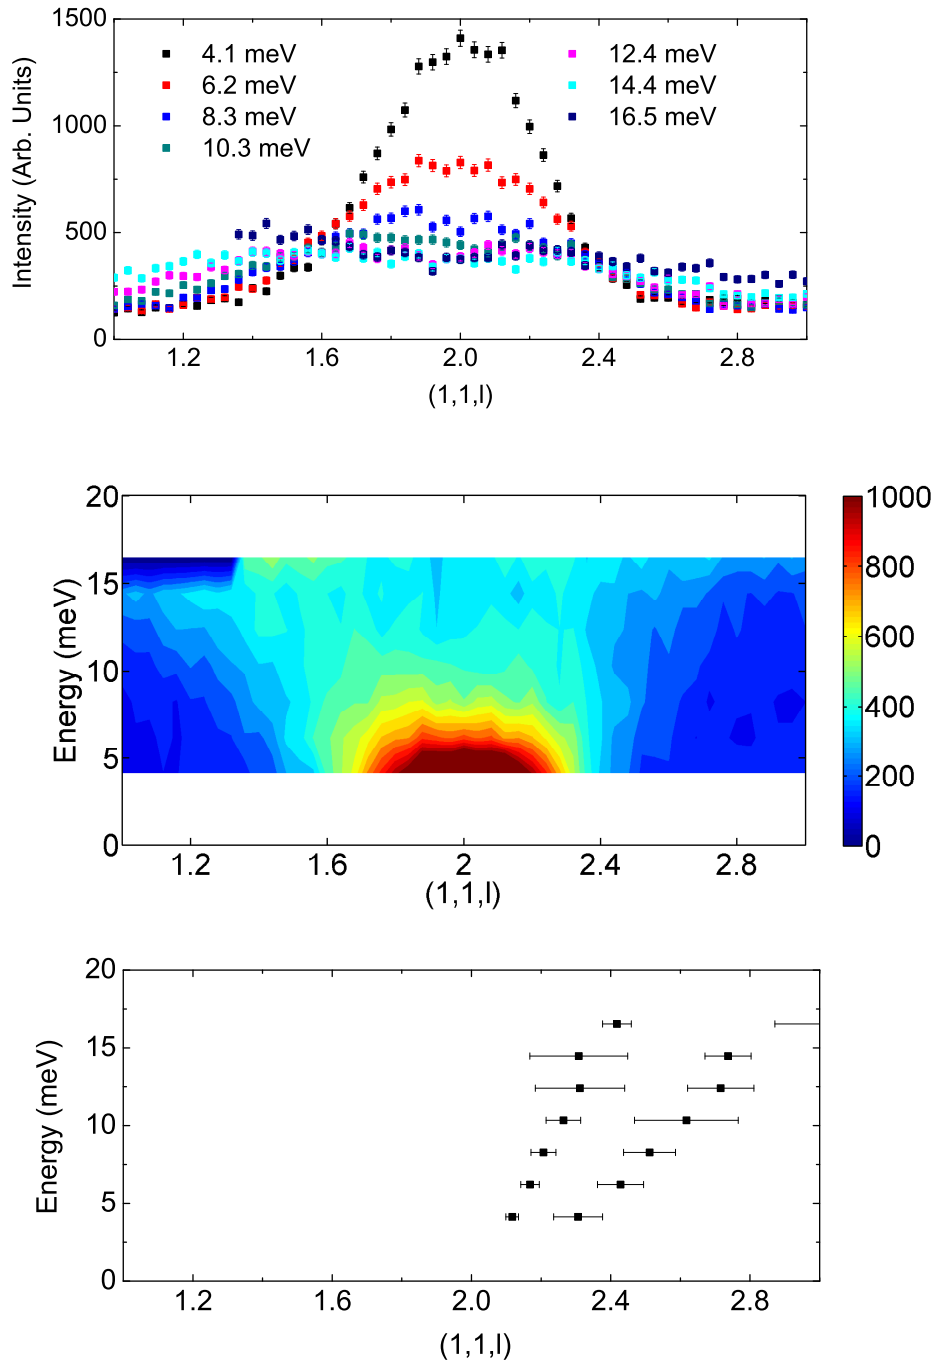 1500
1000
500
0
Intensity (Arb. Units)
4.1 meV
6.2 meV
8.3 meV
10.3 meV
12.4 meV
14.4 meV
16.5 meV
1.2 1.6 2.0 2.4 2.8
(1,1,l)
20
15
10
5
0
Energy (meV)
1.2 1.6 2 2.4 2.8
(1,1,l)
1000
800
600
400
200
0
20
15
10
5
0
Energy (meV)
1.2 1.6 2.0 2.4 2.8
(1,1,l)